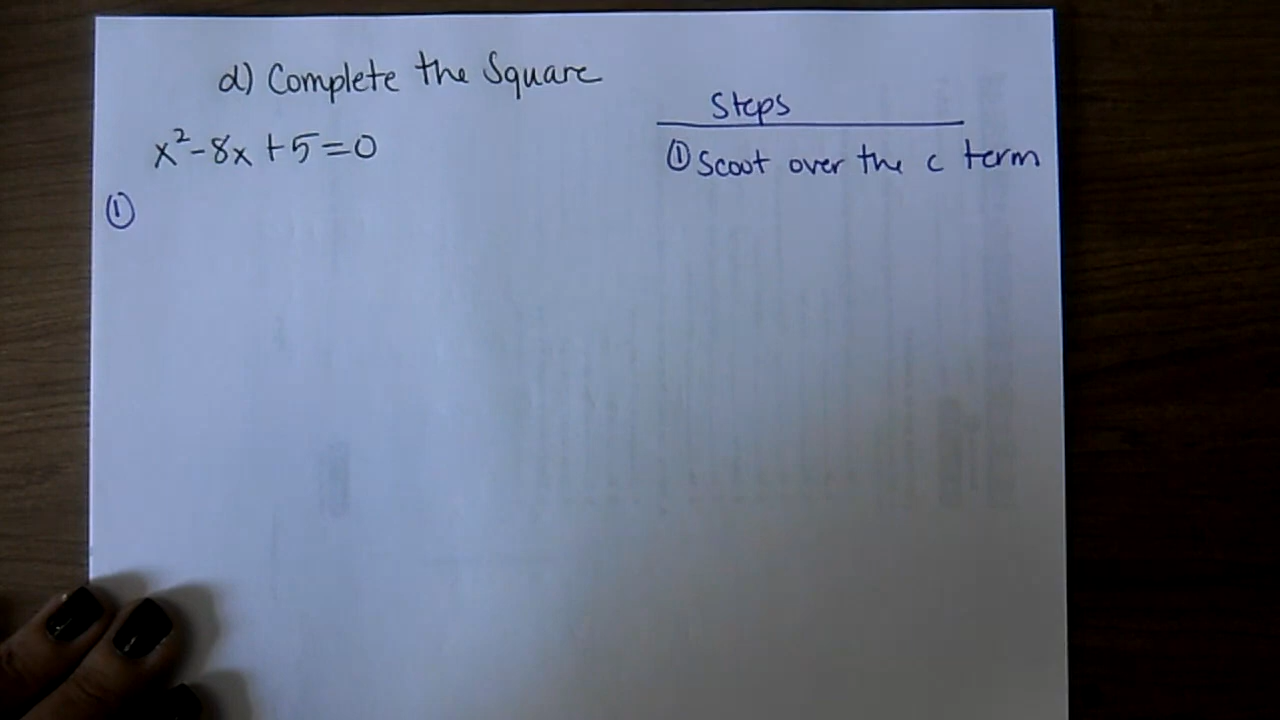 d) Complete the Square
x²-8x+5=0
①
Steps
① Scoot over the c term